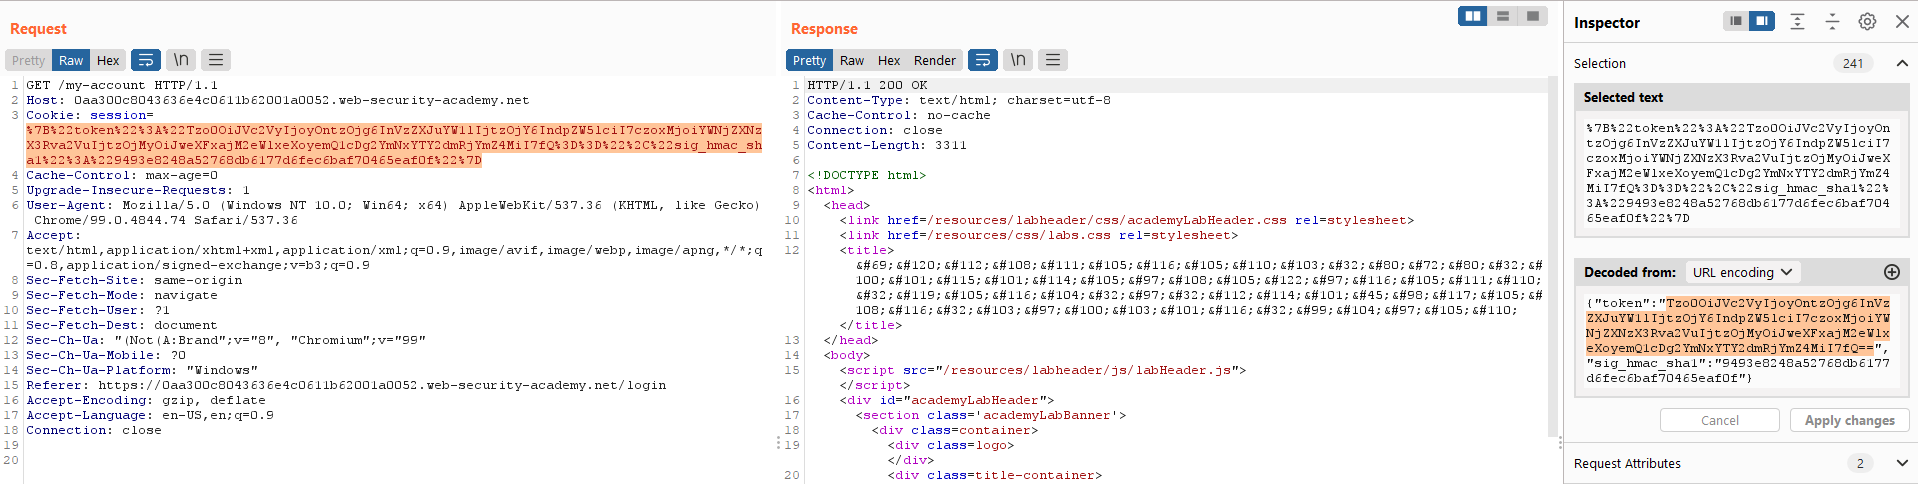 Request
Pretty Raw Hex \n
1 GET /my-account HTTP/1.1
2 Host: 0aa300c8043636e4c0611b62001a0052.web-security-academy.net
3 Cookie: session=
%7B%22token%22%3A%22Tzo0OiJVc2VyIjoyOntzOjg6InVzZXJuYW1lIjtzOjY6IndpZW5lciI7czoxMjoiYWNjZXNz
X3Rva2VuIjtzOjMyOiJweXFxajM2eWlxeXoyemQ1cDg2YmNxYTY2dmRjYmZ4MiI7fQ%3D%3D%22%2C%22sig_hmac_sh
a1%22%3A%229493e8248a52768db6177d6fec6baf70465eaf0f%22%7D
4 Cache-Control: max-age=0
5 Upgrade-Insecure-Requests: 1
6 User-Agent: Mozilla/5.0 (Windows NT 10.0; Win64; x64) AppleWebKit/537.36 (KHTML, like Gecko)
Chrome/99.0.4844.74 Safari/537.36
7 Accept:
text/html,application/xhtml+xml,application/xml;q=0.9,image/avif,image/webp,image/apng,*/*;q
=0.8,application/signed-exchange;v=b3;q=0.9
8 Sec-Fetch-Site: same-origin
9 Sec-Fetch-Mode: navigate
10 Sec-Fetch-User: ?1
11 Sec-Fetch-Dest: document
12 Sec-Ch-Ua: "(Not(A:Brand";v="8", "Chromium";v="99"
13 Sec-Ch-Ua-Mobile: ?0
14 Sec-Ch-Ua-Platform: "Windows"
15 Referer: https://0aa300c8043636e4c0611b62001a0052.web-security-academy.net/login
16 Accept-Encoding: gzip, deflate
17 Accept-Language: en-US,en;q=0.9
18 Connection: close
19
20
Response
Pretty Raw Hex Render \n
1 HTTP/1.1 200 OK
2 Content-Type: text/html; charset=utf-8
3 Cache-Control: no-cache
4 Connection: close
5 Content-Length: 3311
6
7 <!DOCTYPE html>
8 <html>
9 <head>
10 <link href=/resources/labheader/css/academyLabHeader.css rel=stylesheet>
11 <link href=/resources/css/labs.css rel=stylesheet>
12 <title>
&#69;&#120;&#112;&#108;&#111;&#105;&#116;&#105;&#110;&#103;&#32;&#80;&#72;&#80;&#32;&#
100;&#101;&#115;&#101;&#114;&#105;&#97;&#108;&#105;&#122;&#97;&#116;&#105;&#111;&#110;
&#32;&#119;&#105;&#116;&#104;&#32;&#97;&#32;&#112;&#114;&#101;&#45;&#98;&#117;&#105;&#
108;&#116;&#32;&#103;&#97;&#100;&#103;&#101;&#116;&#32;&#99;&#104;&#97;&#105;&#110;
</title>
13 </head>
14 <body>
15 <script src="/resources/labheader/js/labHeader.js">
</script>
16 <div id="academyLabHeader">
17 <section class='academyLabBanner'>
18 <div class=container>
19 <div class=logo>
</div>
20 <div class=title-container>
Inspector
Selection 241
Selected text
%7B%22token%22%3A%22Tzo0OiJVc2VyIjoyOn
tzOjg6InVzZXJuYW1lIjtzOjY6IndpZW5lciI7
czoxMjoiYWNjZXNzX3Rva2VuIjtzOjMyOiJweX
FxajM2eWlxeXoyemQ1cDg2YmNxYTY2dmRjYmZ4
MiI7fQ%3D%3D%22%2C%22sig_hmac_sha1%22%
3A%229493e8248a52768db6177d6fec6baf704
65eaf0f%22%7D
Decoded from: URL encoding
{"token":"Tzo0OiJVc2VyIjoyOntzOjg6InVz
ZXJuYW1lIjtzOjY6IndpZW5lciI7czoxMjoiYW
NjZXNzX3Rva2VuIjtzOjMyOiJweXFxajM2eWlx
eXoyemQ1cDg2YmNxYTY2dmRjYmZ4MiI7fQ==",
"sig_hmac_sha1":"9493e8248a52768db6177
d6fec6baf70465eaf0f"}
Cancel Apply changes
Request Attributes 2